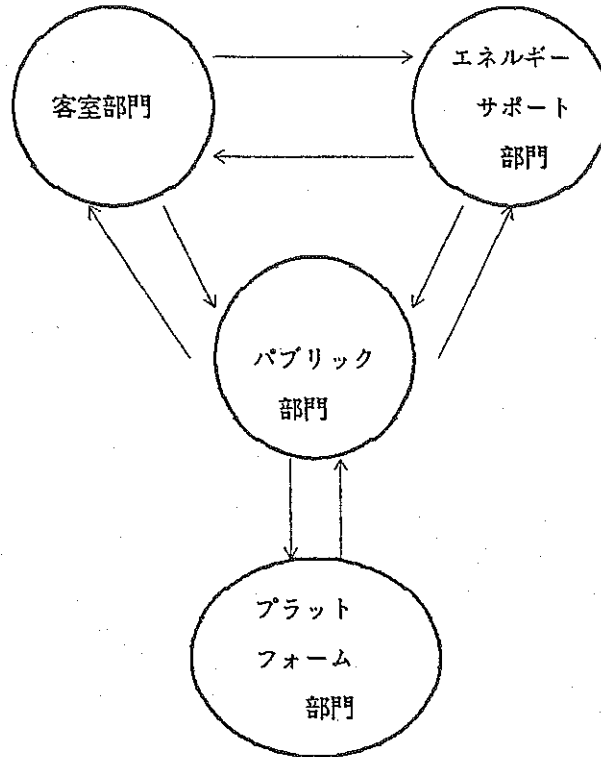 客室部門
エネルギー
サポート
部門
パブリック
部門
プラット
フォーム
部門